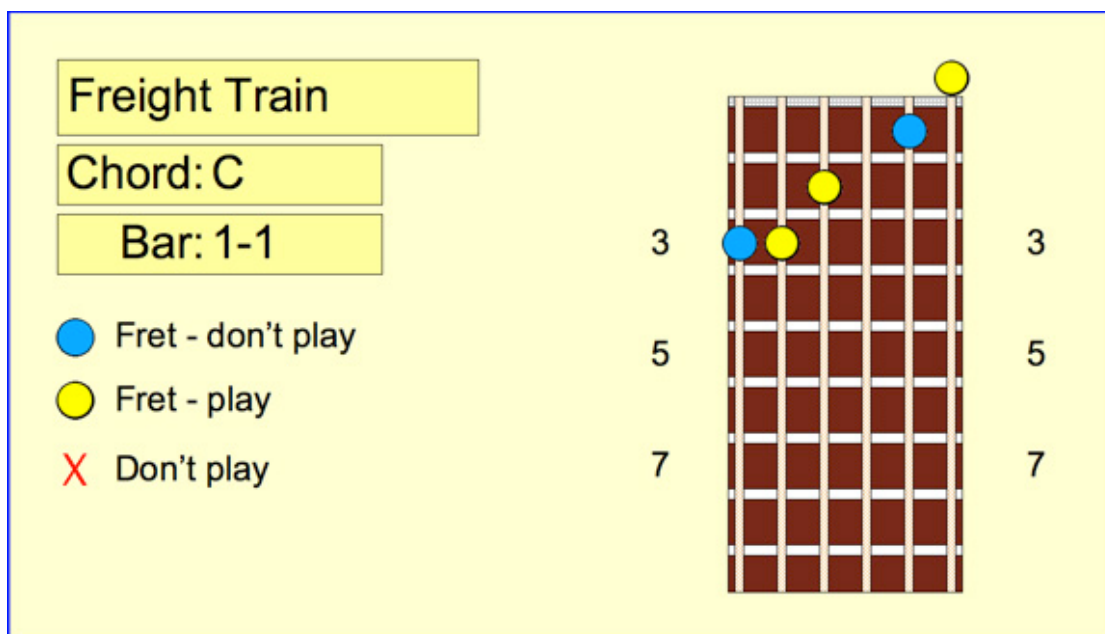 Freight Train
Chord: C
Bar: 1-1
Fret - don't play
Fret - play
X Don't play
3 3
5 5
7 7